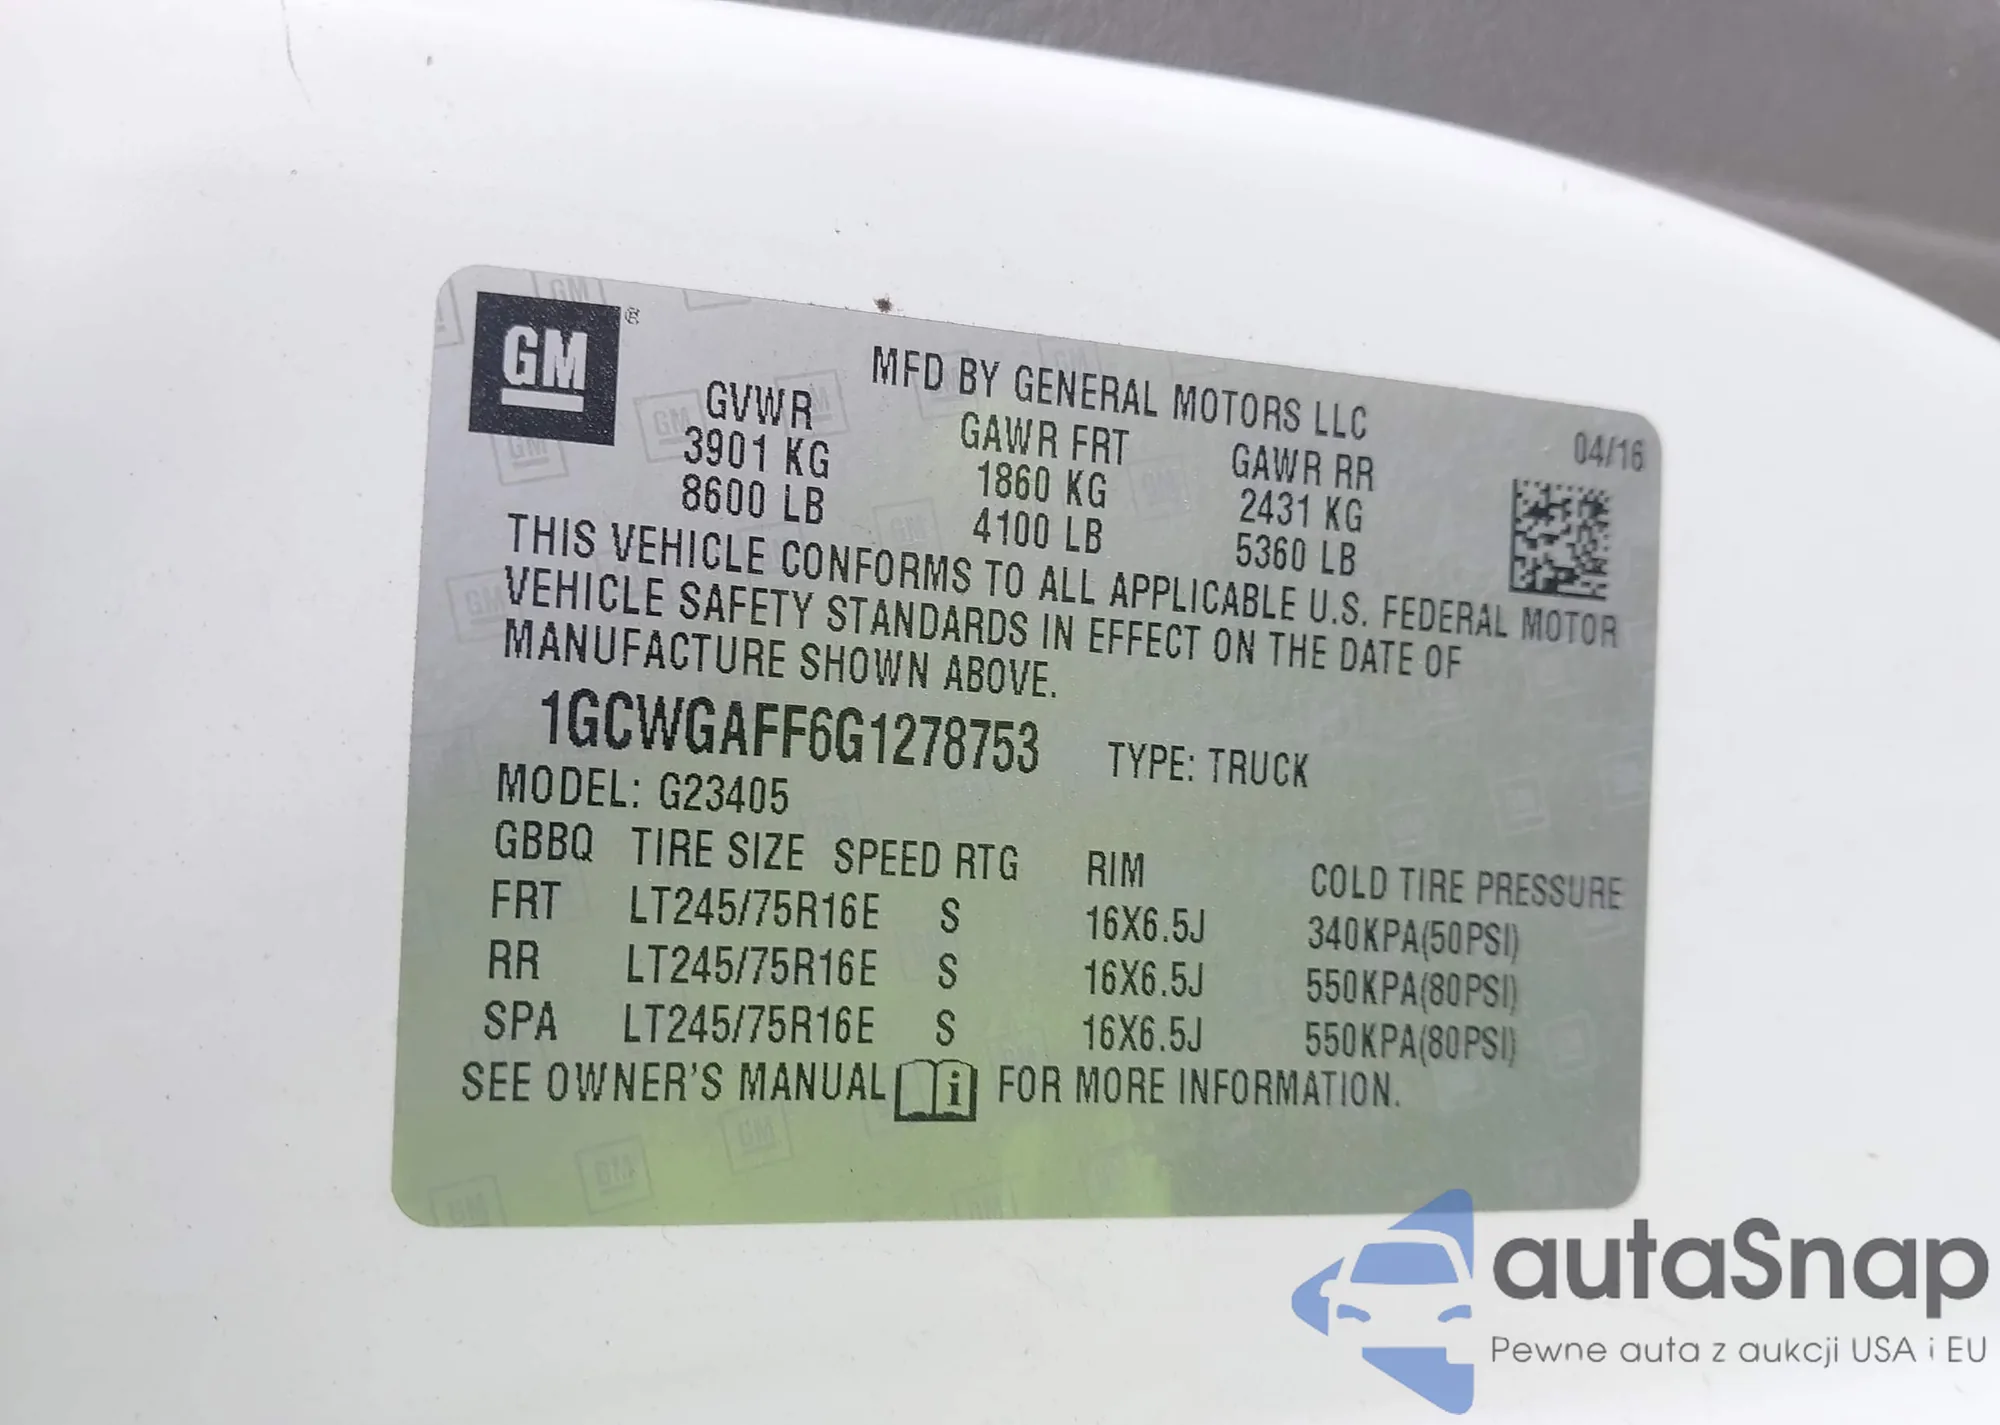 GM ®
MFD BY GENERAL MOTORS LLC
04/16
GVWR GAWR FRT GAWR RR
3901 KG 1860 KG 2431 KG
8600 LB 4100 LB 5360 LB
THIS VEHICLE CONFORMS TO ALL APPLICABLE U.S. FEDERAL MOTOR
VEHICLE SAFETY STANDARDS IN EFFECT ON THE DATE OF
MANUFACTURE SHOWN ABOVE.
1GCWGAFF6G1278753 TYPE: TRUCK
MODEL: G23405
GBBQ TIRE SIZE SPEED RTG RIM COLD TIRE PRESSURE
FRT LT245/75R16E S 16X6.5J 340KPA(50PSI)
RR LT245/75R16E S 16X6.5J 550KPA(80PSI)
SPA LT245/75R16E S 16X6.5J 550KPA(80PSI)
SEE OWNER'S MANUAL i FOR MORE INFORMATION.
autaSnap
Pewne auta z aukcji USA i EU